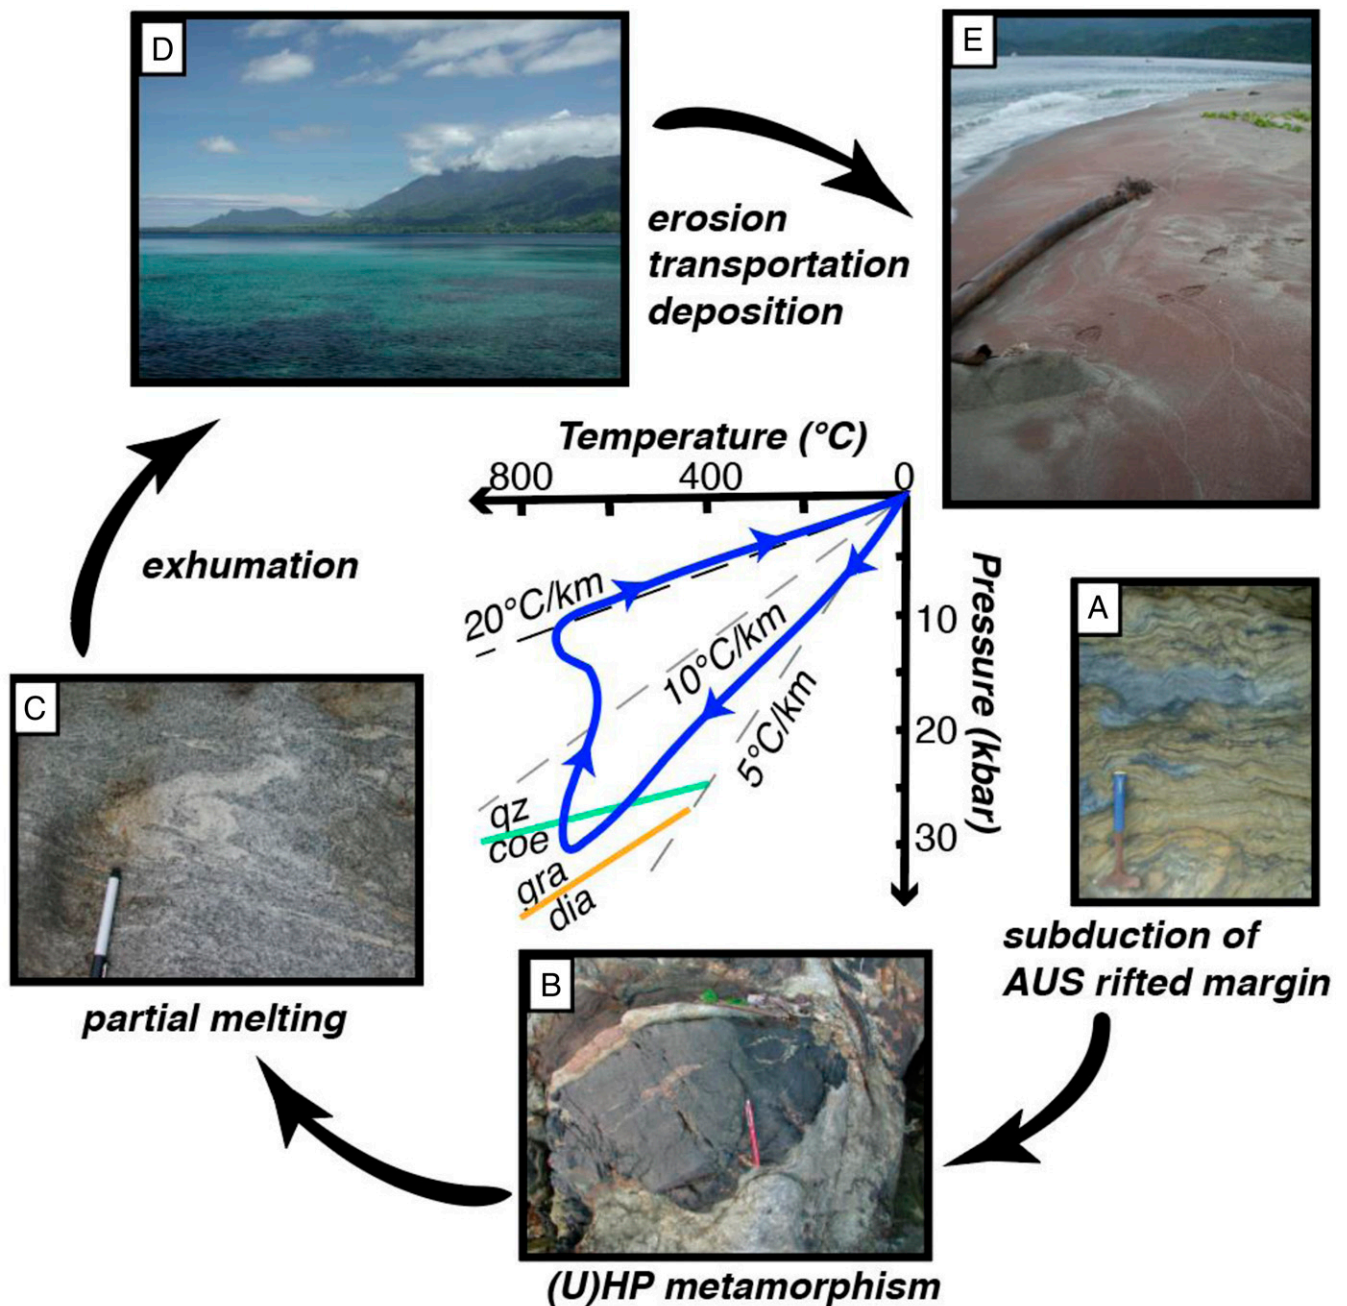 D
E
erosion
transportation
deposition
Temperature (°C)
800
400
0
exhumation
20°C/km
10°C/km
5°C/km
10
20
30
Pressure (kbar)
A
C
qz
coe
gra
dia
subduction of
AUS rifted margin
B
partial melting
(U)HP metamorphism